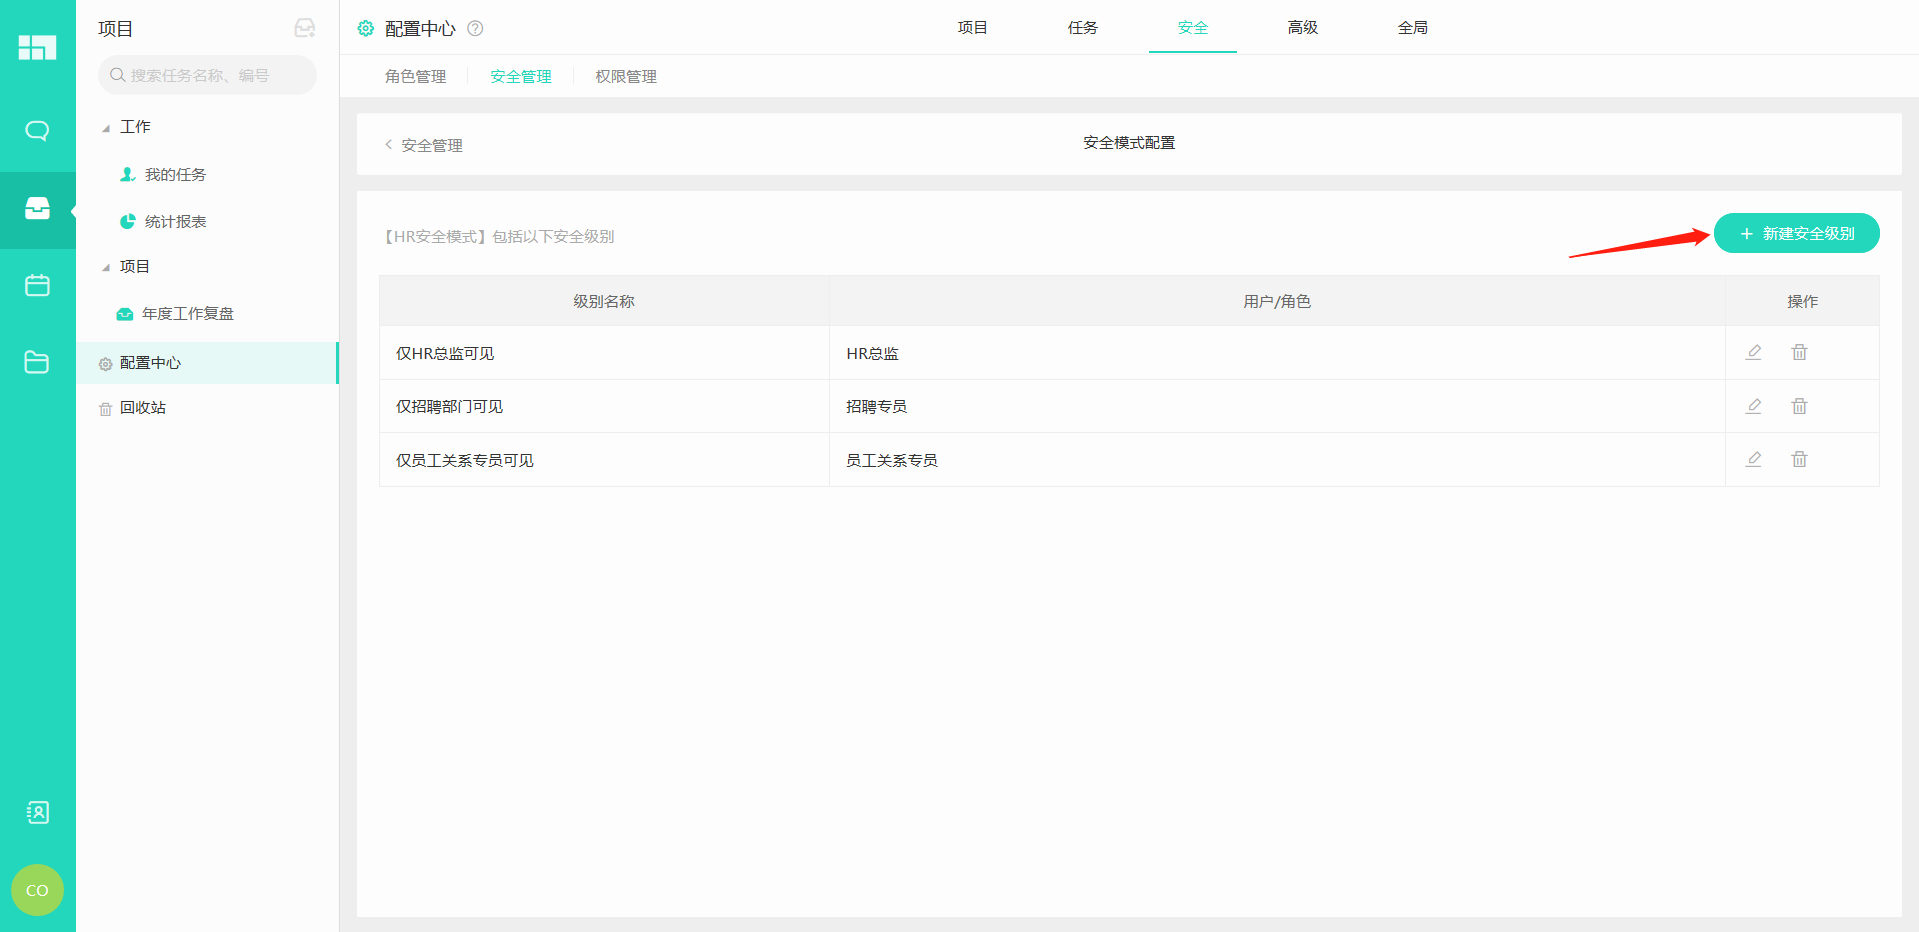 项目
搜索任务名称、编号
工作
我的任务
统计报表
项目
年度工作复盘
配置中心
回收站
CO
配置中心
项目
任务
安全
高级
全局
角色管理
安全管理
权限管理
安全管理
安全模式配置
【HR安全模式】包括以下安全级别
新建安全级别
级别名称
用户/角色
操作
仅HR总监可见
HR总监
仅招聘部门可见
招聘专员
仅员工关系专员可见
员工关系专员